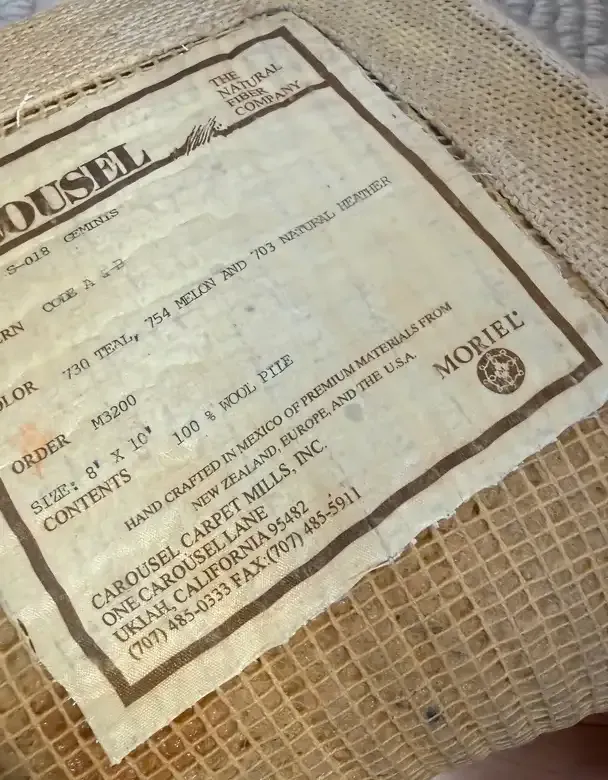 THE
NATURAL
FIBER
COMPANY
OUSEL
S-018 GEMINIS
RN CODE A
OLOR 730 TEAL, 754 MELON AND 703 NATURAL HEATHER
ORDER M3200
SIZE: 8' X 10'
CONTENTS 100 % WOOL PILE
HAND CRAFTED IN MEXICO OF PREMIUM MATERIALS FROM
NEW ZEALAND, EUROPE, AND THE U.S.A.
MORIEL
CAROUSEL CARPET MILLS, INC.
ONE CAROUSEL LANE
UKIAH, CALIFORNIA 95482
(707) 485-0333 FAX:(707) 485-5911